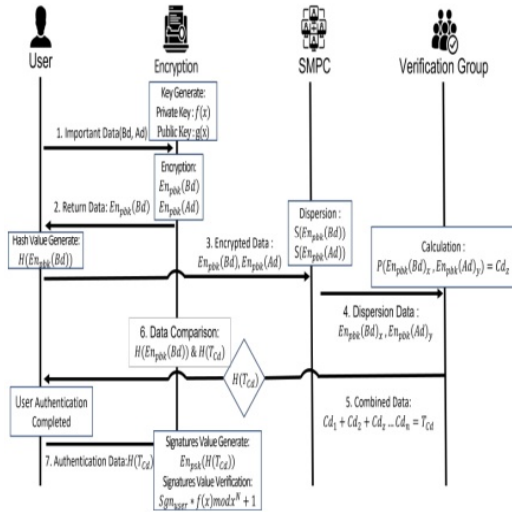 User
Encryption
SMPC
Verification Group
Key Generate:
Private Key : f(x)
Public Key : g(x)
1. Important Data(Bd, Ad)
Encryption:
En_pbk(Bd)
En_pbk(Ad)
2. Return Data: En_pbk(Bd)
Hash Value Generate:
H(En_pbk(Bd))
3. Encrypted Data :
En_pbk(Bd), En_pbk(Ad)
Dispersion :
S(En_pbk(Bd))
S(En_pbk(Ad))
Calculation :
P(En_pbk(Bd)_x , En_pbk(Ad)_y) = Cd_z
4. Dispersion Data :
En_pbk(Bd)_x , En_pbk(Ad)_y
6. Data Comparison:
H(En_pbk(Bd)) & H(T_Cd)
H(T_Cd)
5. Combined Data:
Cd_1 + Cd_2 + Cd_z ... Cd_n = T_Cd
User Authentication
Completed
7. Authentication Data:H(T_Cd)
Signatures Value Generate:
En_psk(H(T_Cd))
Signatures Value Verification:
Sgn_user * f(x)modx^N + 1